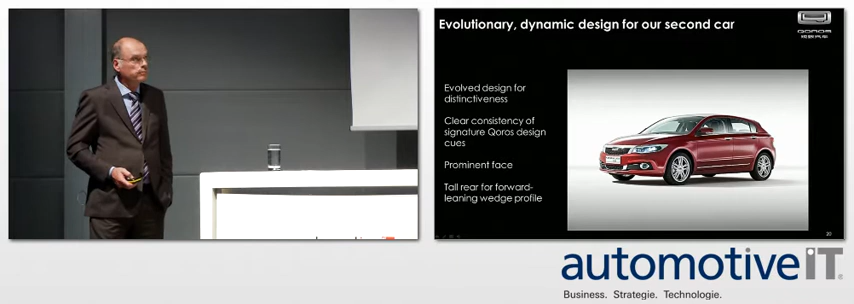 Evolutionary, dynamic design for our second car
QOROS
Evolved design for
distinctiveness
Clear consistency of
signature Qoros design
cues
Prominent face
Tall rear for forward-
leaning wedge profile
20
automotiveiT
Business. Strategie. Technologie.